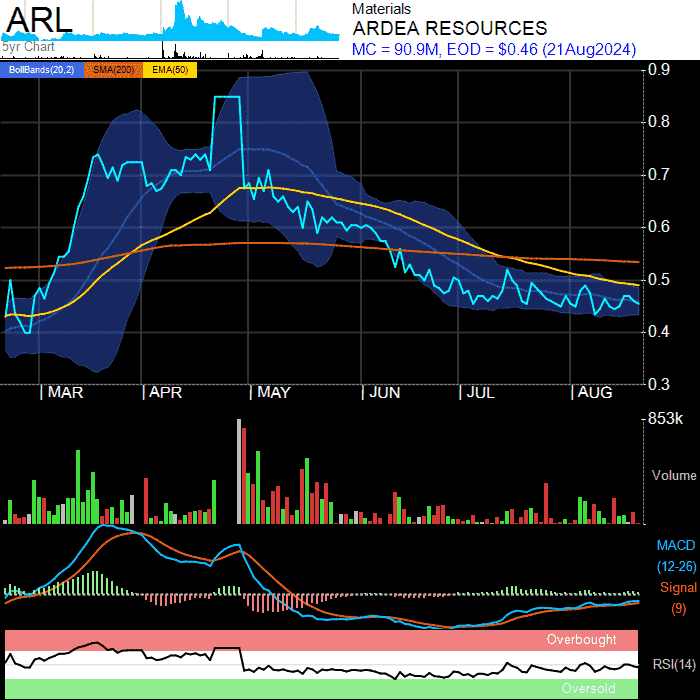 ARL
5yr Chart
Materials
ARDEA RESOURCES
MC = 90.9M, EOD = $0.46 (21Aug2024)
BollBands(20,2) SMA(200) EMA(50)
0.9
0.8
0.7
0.6
0.5
0.4
0.3
MAR APR MAY JUN JUL AUG
853k
Volume
MACD
(12-26)
Signal
(9)
Overbought
RSI(14)
Oversold